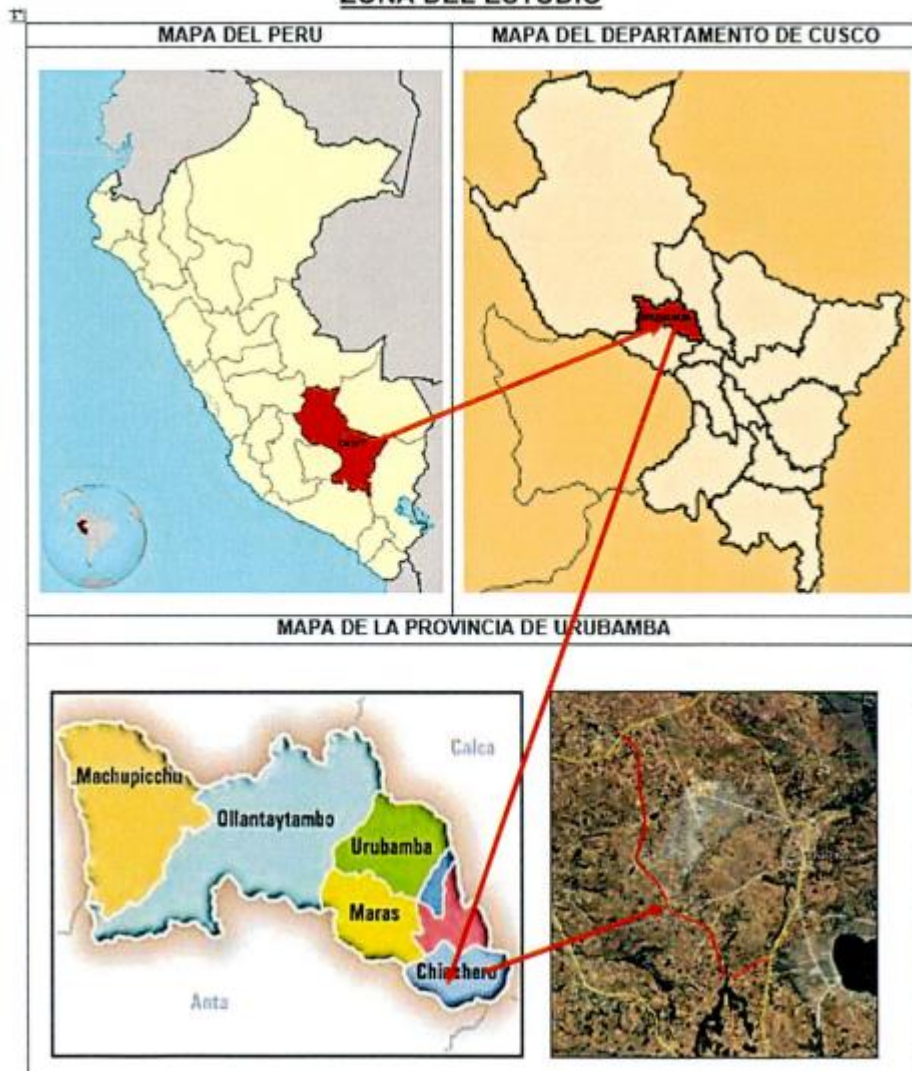 ZONA DEL ESTUDIO
MAPA DEL PERU
MAPA DEL DEPARTAMENTO DE CUSCO
MAPA DE LA PROVINCIA DE URUBAMBA
Calca
Machupicchu
Ollantaytambo
Urubamba
Maras
Chinchero
Anta